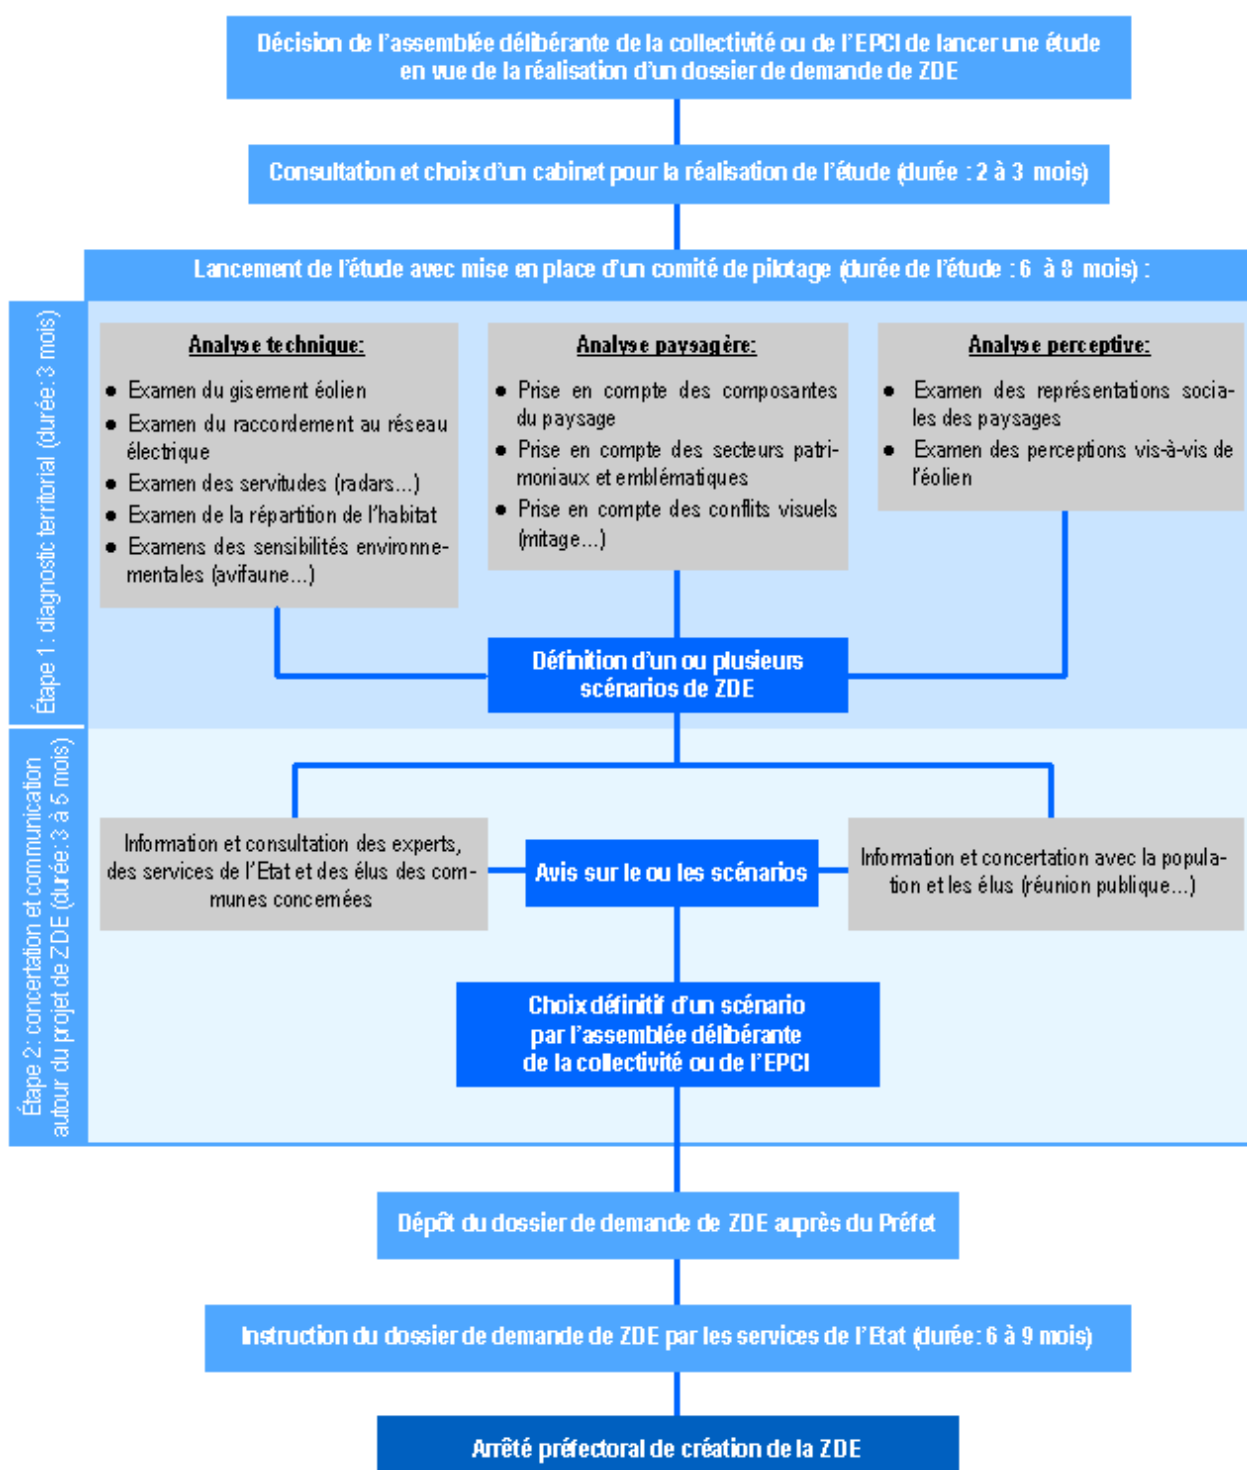 Décision de l'assemblée délibérante de la collectivité ou de l'EPCI de lancer une étude
en vue de la réalisation d'un dossier de demande de ZDE
Consultation et choix d'un cabinet pour la réalisation de l'étude (durée : 2 à 3 mois)
Lancement de l'étude avec mise en place d'un comité de pilotage (durée de l'étude : 6 à 8 mois) :
Étape 1: diagnostic territorial (durée: 3 mois)
Analyse technique:
● Examen du gisement éolien
● Examen du raccordement au réseau
électrique
● Examen des servitudes (radars...)
● Examen de la répartition de l'habitat
● Examens des sensibilités environne-
mentales (avifaune...)
Analyse paysagère:
● Prise en compte des composantes
du paysage
● Prise en compte des secteurs patri-
moniaux et emblématiques
● Prise en compte des conflits visuels
(mitage...)
Analyse perceptive:
● Examen des représentations socia-
les des paysages
● Examen des perceptions vis-à-vis de
l'éolien
Définition d'un ou plusieurs
scénarios de ZDE
Étape 2: concertation et communication
autour du projet de ZDE (durée: 3 à 5 mois)
Information et consultation des experts,
des services de l'Etat et des élus des com-
munes concernées
Avis sur le ou les scénarios
Information et concertation avec la popula-
tion et les élus (réunion publique...)
Choix définitif d'un scénario
par l'assemblée délibérante
de la collectivité ou de l'EPCI
Dépôt du dossier de demande de ZDE auprès du Préfet
Instruction du dossier de demande de ZDE par les services de l'Etat (durée: 6 à 9 mois)
Arrêté préfectoral de création de la ZDE